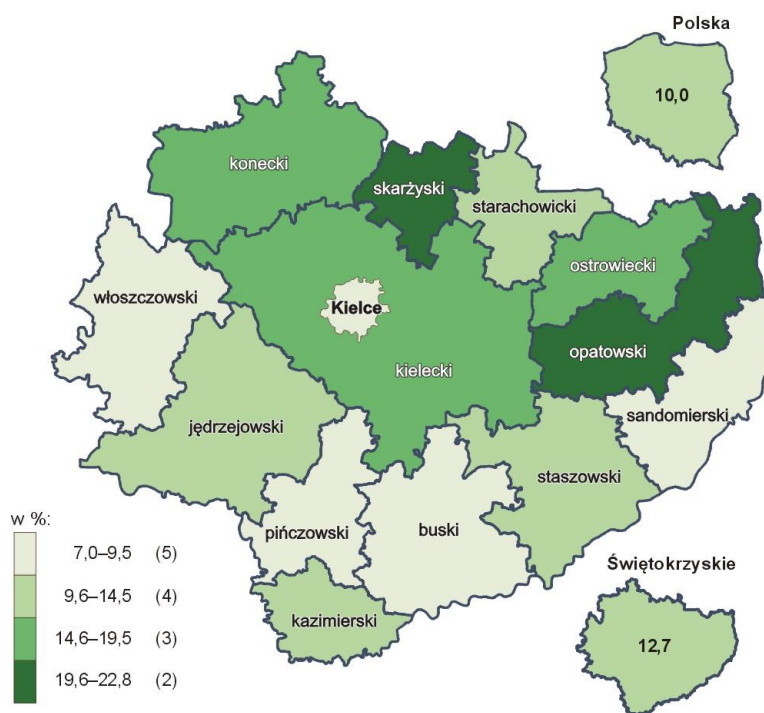 Polska
10,0
konecki
skarżyski
starachowicki
włoszczowski
Kielce
ostrowiecki
kielecki
opatowski
jędrzejowski
sandomierski
staszowski
pińczowski
buski
kazimierski
w %:
7,0–9,5 (5)
9,6–14,5 (4)
14,6–19,5 (3)
19,6–22,8 (2)
Świętokrzyskie
12,7